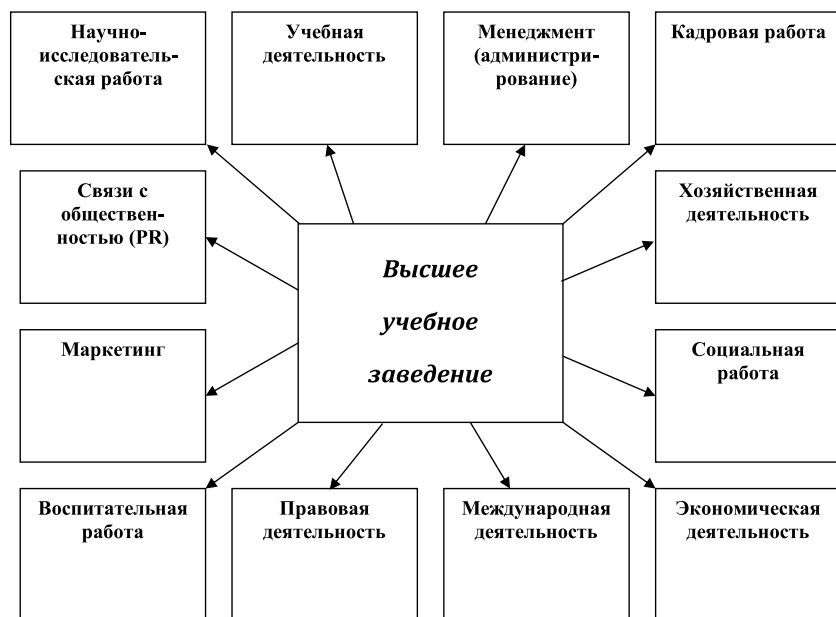 Научно-
исследователь-
ская работа
Учебная
деятельность
Менеджмент
(администри-
рование)
Кадровая работа
Связи с
обществен-
ностью (PR)
Хозяйственная
деятельность
Высшее
учебное
заведение
Маркетинг
Социальная
работа
Воспитательная
работа
Правовая
деятельность
Международная
деятельность
Экономическая
деятельность